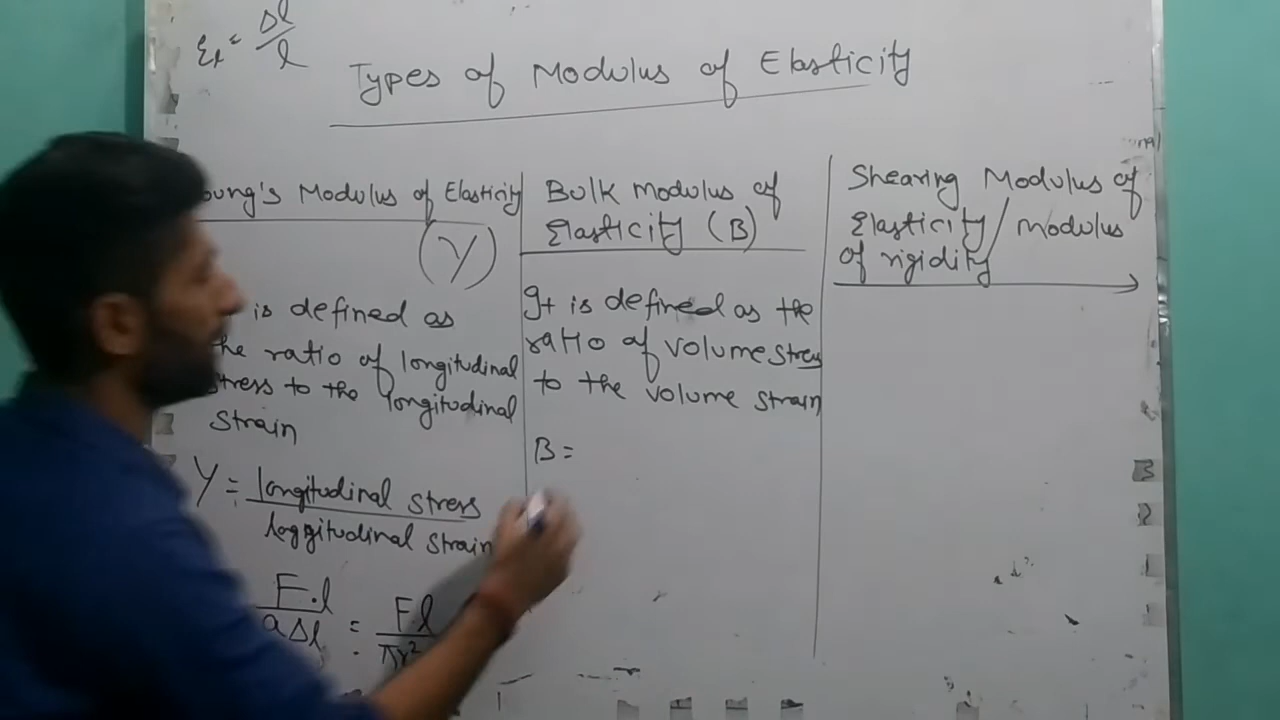 εₗ = Δl/l
Types of Modulus of Elasticity
oung's Modulus of Elasticity
(Y)
is defined as
the ratio of longitudinal
stress to the longitudinal
strain
Y = longitudinal stress
loggitudinal strain
F.l
aΔl
= Fl
πr²
Bulk modulus of
Elasticity (B)
It is defined as the
ratio of volume stress
to the volume strain
B =
Shearing Modulus of
Elasticity / modulus
of rigidity